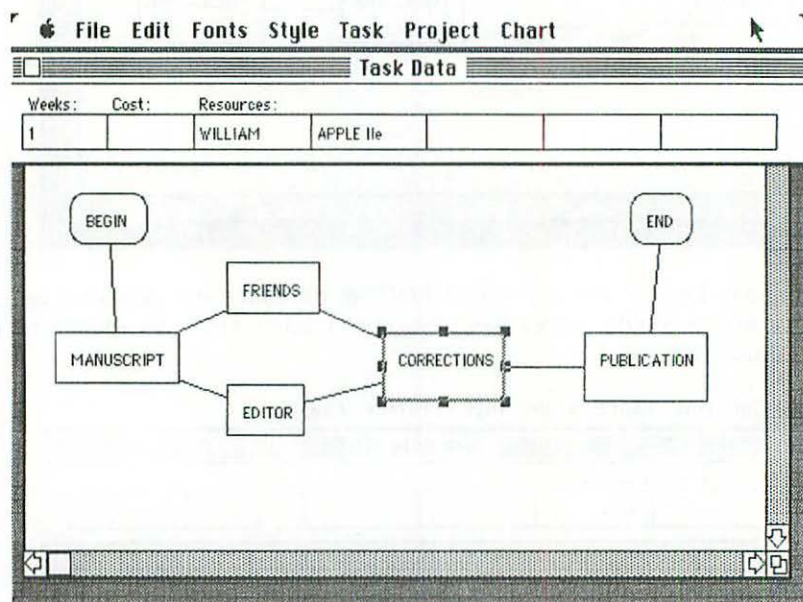 File Edit Fonts Style Task Project Chart
Task Data
Weeks: Cost: Resources:
1 WILLIAM APPLE IIe
BEGIN END
FRIENDS
MANUSCRIPT CORRECTIONS PUBLICATION
EDITOR